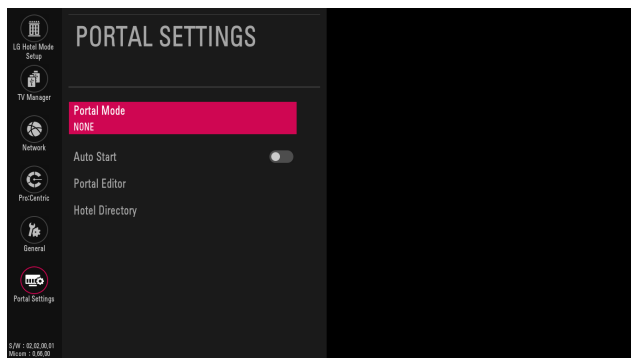 LG Hotel Mode
Setup
TV Manager
Network
Pro:Centric
General
Portal Settings
S/W : 02,02,00,01
Micom : 0,66,00
PORTAL SETTINGS
Portal Mode
NONE
Auto Start
Portal Editor
Hotel Directory